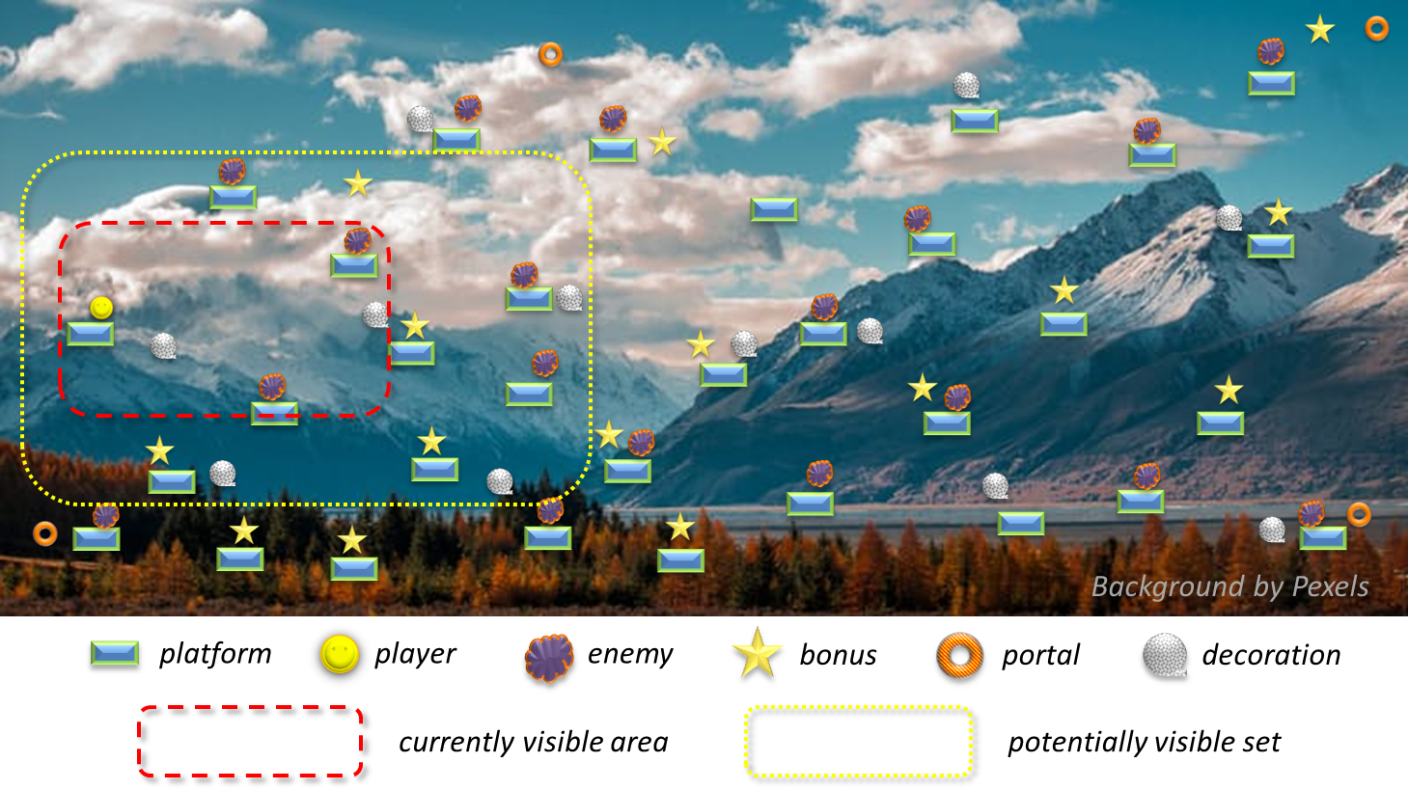 Background by Pexels
platform player enemy bonus portal decoration
currently visible area potentially visible set